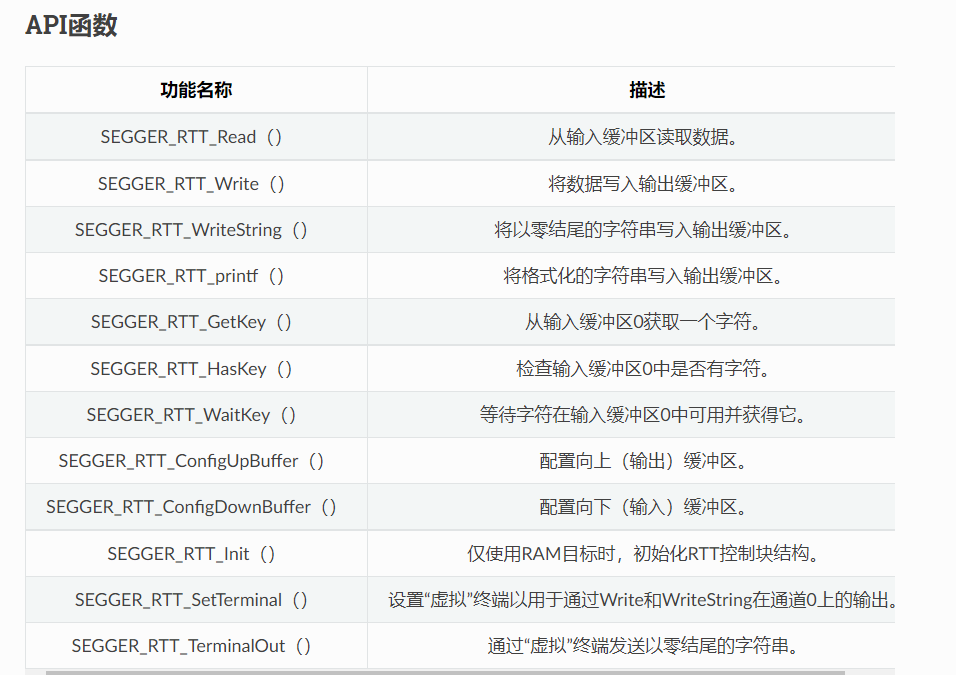 API函数
功能名称 描述
SEGGER_RTT_Read（） 从输入缓冲区读取数据。
SEGGER_RTT_Write（） 将数据写入输出缓冲区。
SEGGER_RTT_WriteString（） 将以零结尾的字符串写入输出缓冲区。
SEGGER_RTT_printf（） 将格式化的字符串写入输出缓冲区。
SEGGER_RTT_GetKey（） 从输入缓冲区0获取一个字符。
SEGGER_RTT_HasKey（） 检查输入缓冲区0中是否有字符。
SEGGER_RTT_WaitKey（） 等待字符在输入缓冲区0中可用并获得它。
SEGGER_RTT_ConfigUpBuffer（） 配置向上（输出）缓冲区。
SEGGER_RTT_ConfigDownBuffer（） 配置向下（输入）缓冲区。
SEGGER_RTT_Init（） 仅使用RAM目标时，初始化RTT控制块结构。
SEGGER_RTT_SetTerminal（） 设置“虚拟”终端以用于通过Write和WriteString在通道0上的输出。
SEGGER_RTT_TerminalOut（） 通过“虚拟”终端发送以零结尾的字符串。